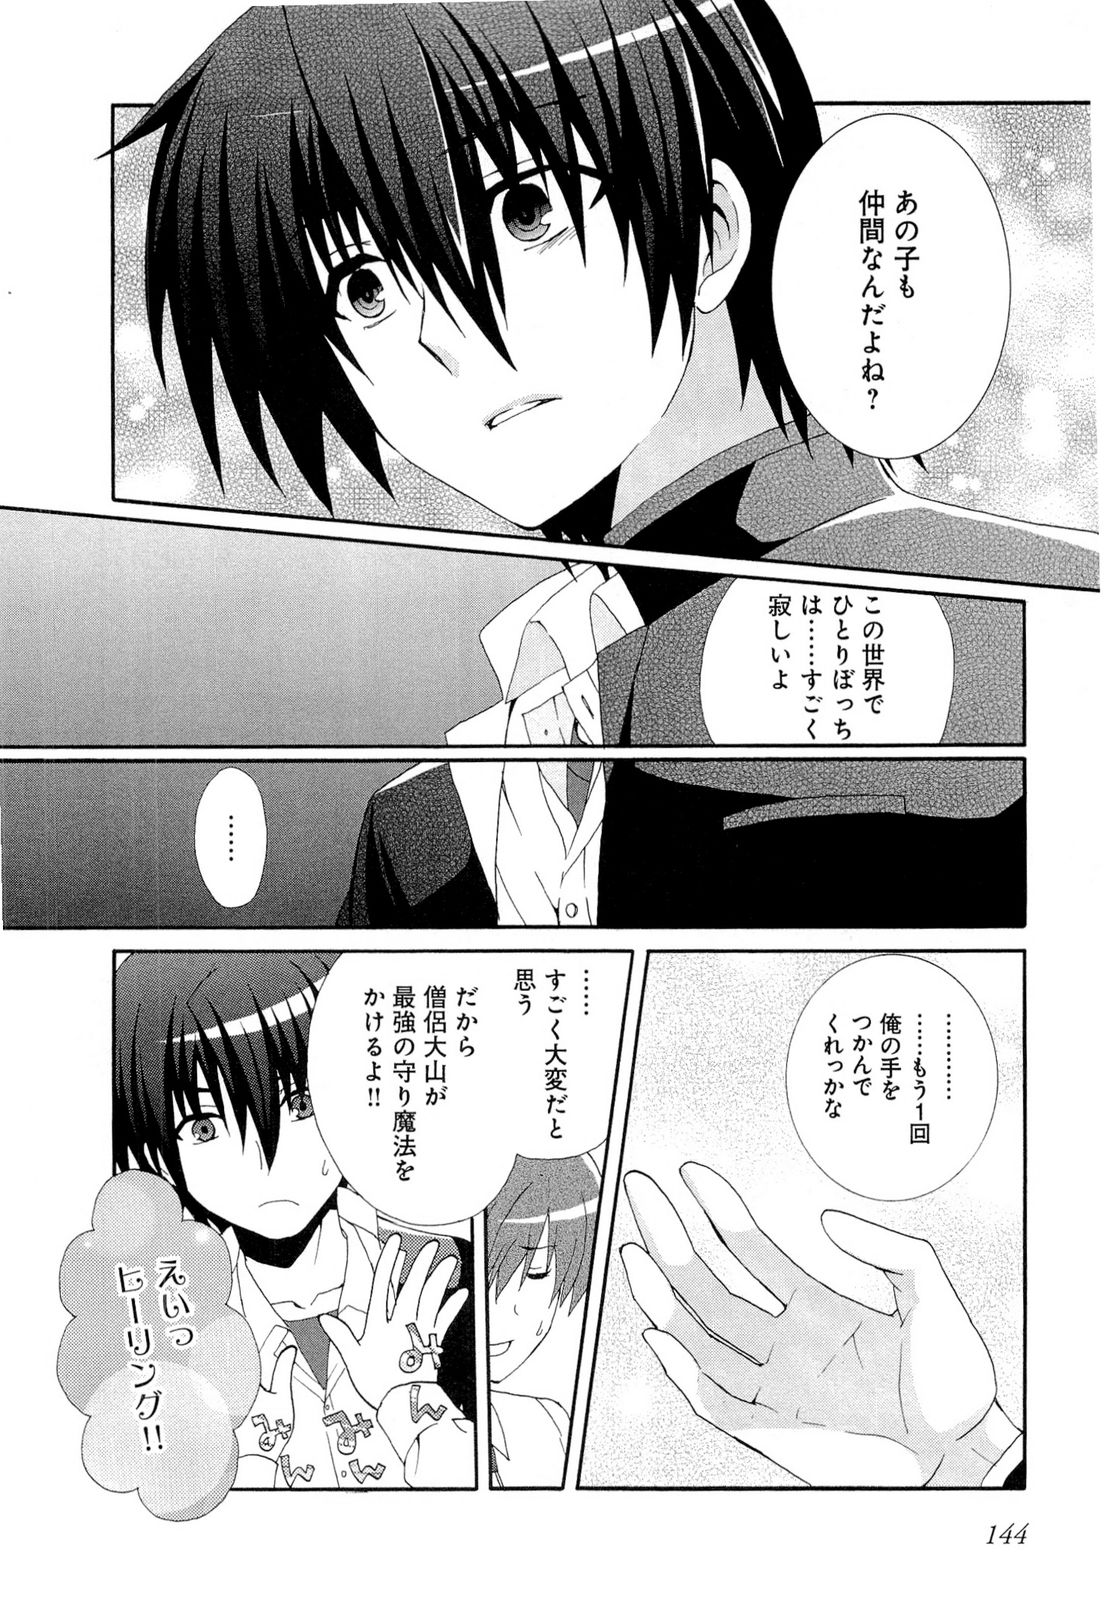 あの子も
仲間なんだよね？
この世界で
ひとりぼっち
は……すごく
寂しいよ
……
…………
……もう1回
俺の手を
つかんで
くれっかな
……
すごく大変だと
思う
だから
僧侶大山が
最強の守り魔法を
かけるよ!!
えいっ
ヒーリング!!
みょん
みょん
144